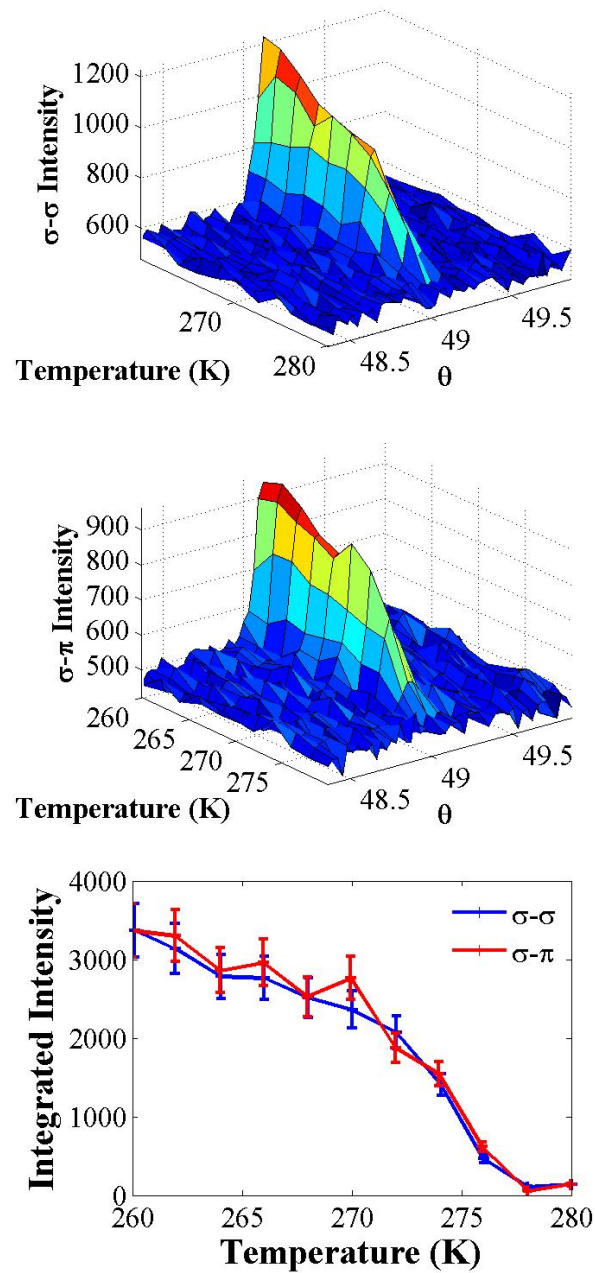 1200
1000
800
600
σ-σ Intensity
270
280
Temperature (K)
48.5
49
49.5
θ
900
800
700
600
500
σ-π Intensity
260
265
270
275
Temperature (K)
48.5
49
49.5
θ
4000
3000
2000
1000
0
Integrated Intensity
σ-σ
σ-π
260 265 270 275 280
Temperature (K)